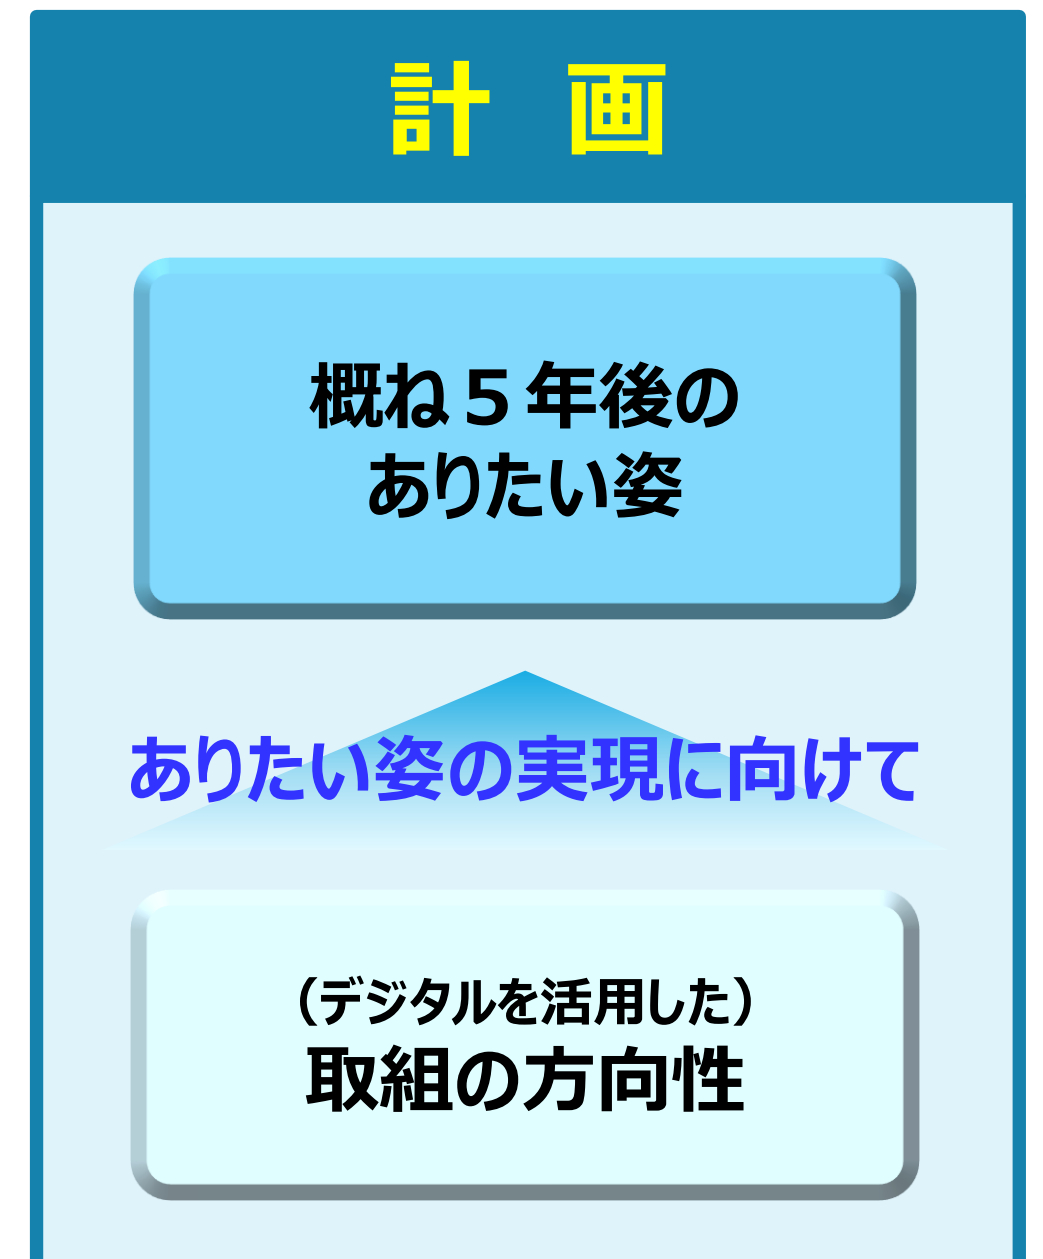 計　画
概ね５年後の
ありたい姿
ありたい姿の実現に向けて
（デジタルを活用した）
取組の方向性